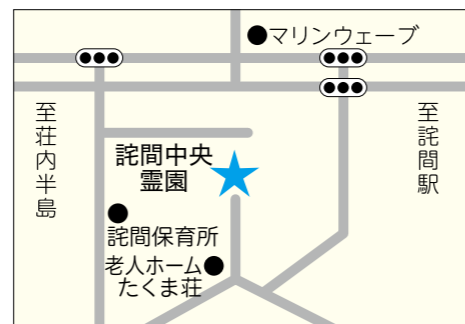 ●マリンウェーブ
至荘内半島
至詫間駅
詫間中央
霊園
詫間保育所
老人ホーム
たくま荘